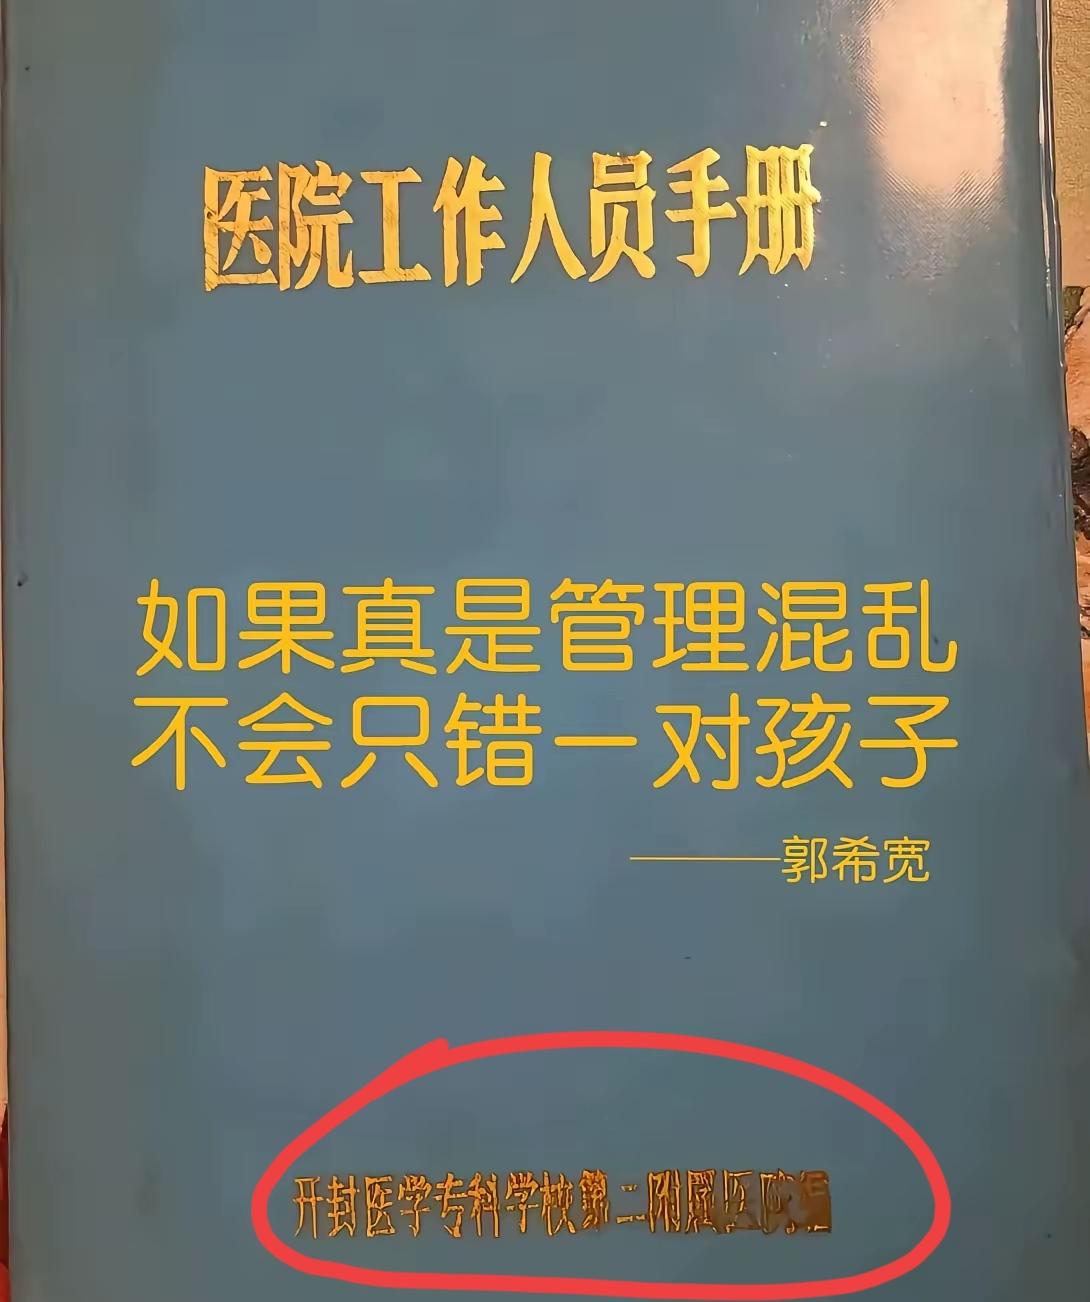 医院工作人员手册
如果真是管理混乱
不会只错一对孩子
———郭希宽
开封医学专科学校第二附属医院编